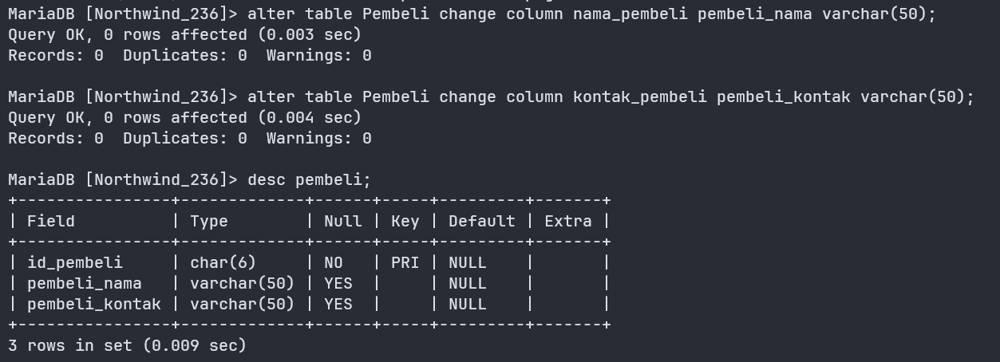 MariaDB [Northwind_236]> alter table Pembeli change column nama_pembeli pembeli_nama varchar(50);
Query OK, 0 rows affected (0.003 sec)
Records: 0  Duplicates: 0  Warnings: 0

MariaDB [Northwind_236]> alter table Pembeli change column kontak_pembeli pembeli_kontak varchar(50);
Query OK, 0 rows affected (0.004 sec)
Records: 0  Duplicates: 0  Warnings: 0

MariaDB [Northwind_236]> desc pembeli;
+----------------+-------------+------+-----+---------+-------+
| Field          | Type        | Null | Key | Default | Extra |
+----------------+-------------+------+-----+---------+-------+
| id_pembeli     | char(6)     | NO   | PRI | NULL    |       |
| pembeli_nama   | varchar(50) | YES  |     | NULL    |       |
| pembeli_kontak | varchar(50) | YES  |     | NULL    |       |
+----------------+-------------+------+-----+---------+-------+
3 rows in set (0.009 sec)